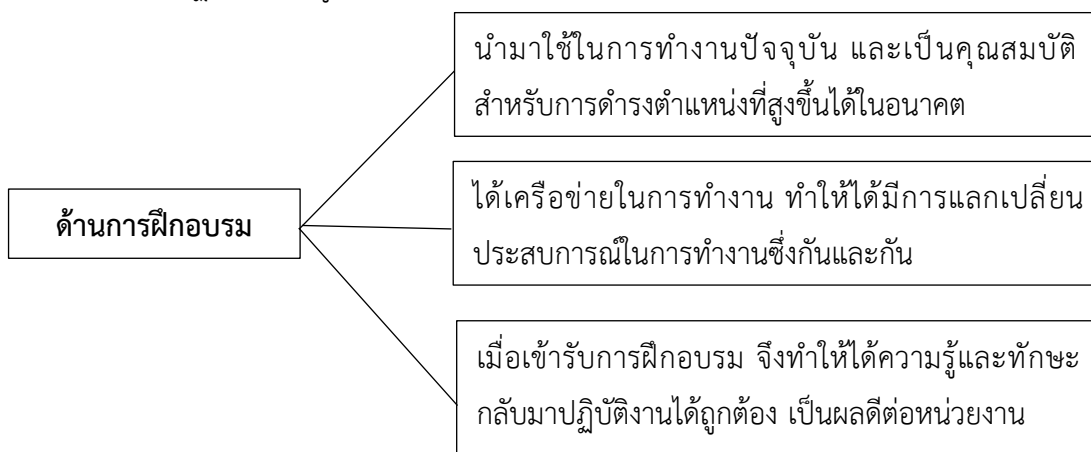 นำมาใช้ในการทำงานปัจจุบัน และเป็นคุณสมบัติ
สำหรับการดำรงตำแหน่งที่สูงขึ้นได้ในอนาคต
ด้านการฝึกอบรม
ได้เครือข่ายในการทำงาน ทำให้ได้มีการแลกเปลี่ยน
ประสบการณ์ในการทำงานซึ่งกันและกัน
เมื่อเข้ารับการฝึกอบรม จึงทำให้ได้ความรู้และทักษะ
กลับมาปฏิบัติงานได้ถูกต้อง เป็นผลดีต่อหน่วยงาน